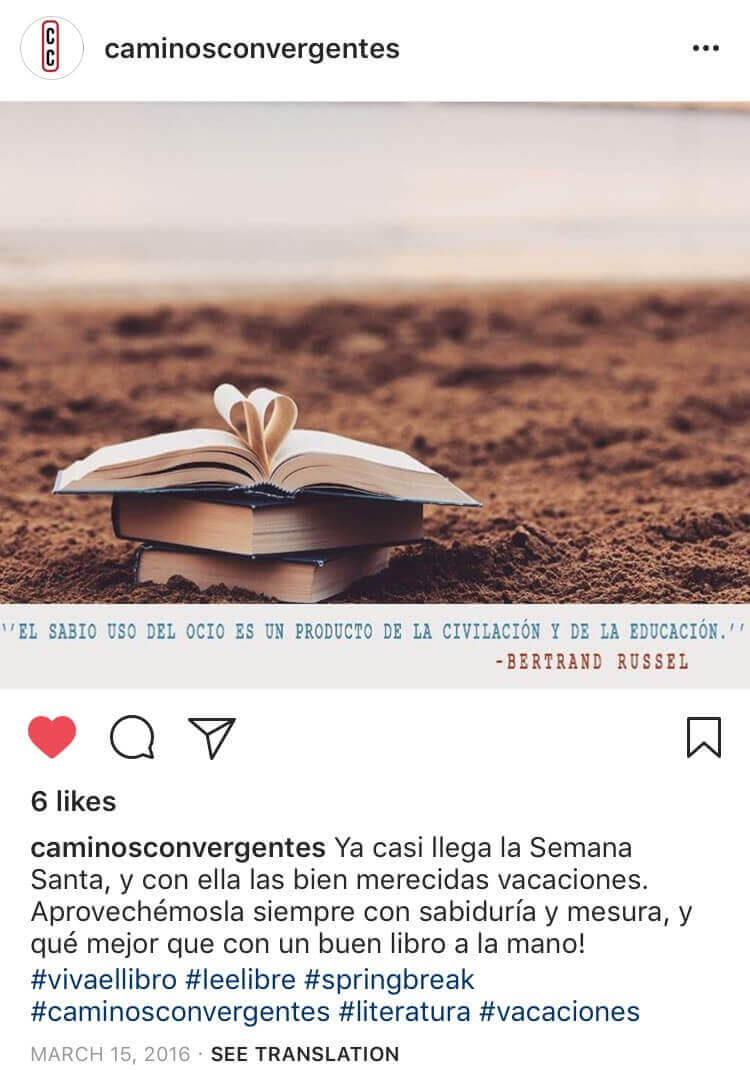 C
C
caminosconvergentes
''EL SABIO USO DEL OCIO ES UN PRODUCTO DE LA CIVILACIÓN Y DE LA EDUCACIÓN.''
-BERTRAND RUSSEL
6 likes
caminosconvergentes Ya casi llega la Semana
Santa, y con ella las bien merecidas vacaciones.
Aprovechémosla siempre con sabiduría y mesura, y
qué mejor que con un buen libro a la mano!
#vivaellibro #leelibre #springbreak
#caminosconvergentes #literatura #vacaciones
MARCH 15, 2016 · SEE TRANSLATION